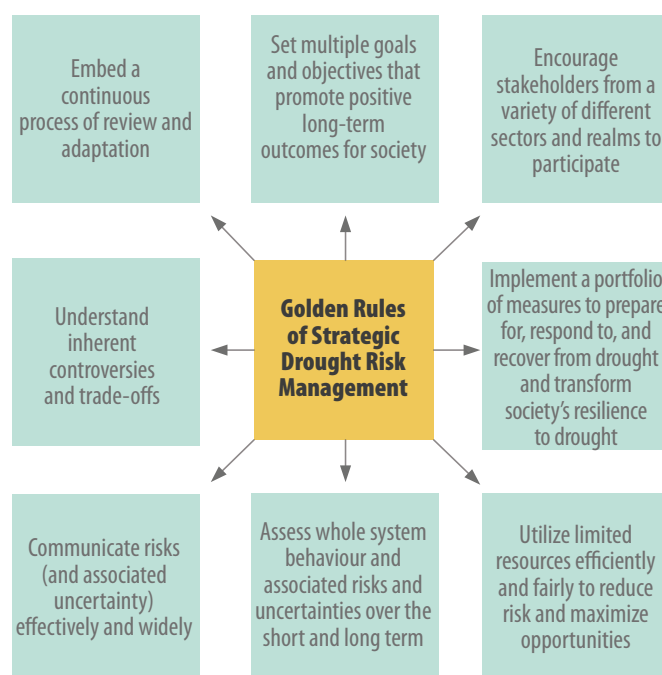 Embed a
continuous
process of review and
adaptation
Set multiple goals
and objectives that
promote positive
long-term
outcomes for society
Encourage
stakeholders from a
variety of different
sectors and realms to
participate
Understand
inherent
controversies
and trade-offs
Golden Rules
of Strategic
Drought Risk
Management
Implement a portfolio
of measures to prepare
for, respond to, and
recover from drought
and transform
society’s resilience
to drought
Communicate risks
(and associated
uncertainty)
effectively and widely
Assess whole system
behaviour and
associated risks and
uncertainties over the
short and long term
Utilize limited
resources efficiently
and fairly to reduce
risk and maximize
opportunities